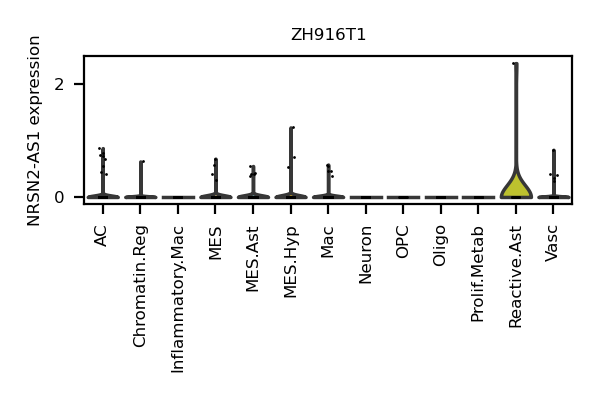 ZH916T1
NRSN2-AS1 expression
2
0
AC
Chromatin.Reg
Inflammatory.Mac
MES
MES.Ast
MES.Hyp
Mac
Neuron
OPC
Oligo
Prolif.Metab
Reactive.Ast
Vasc